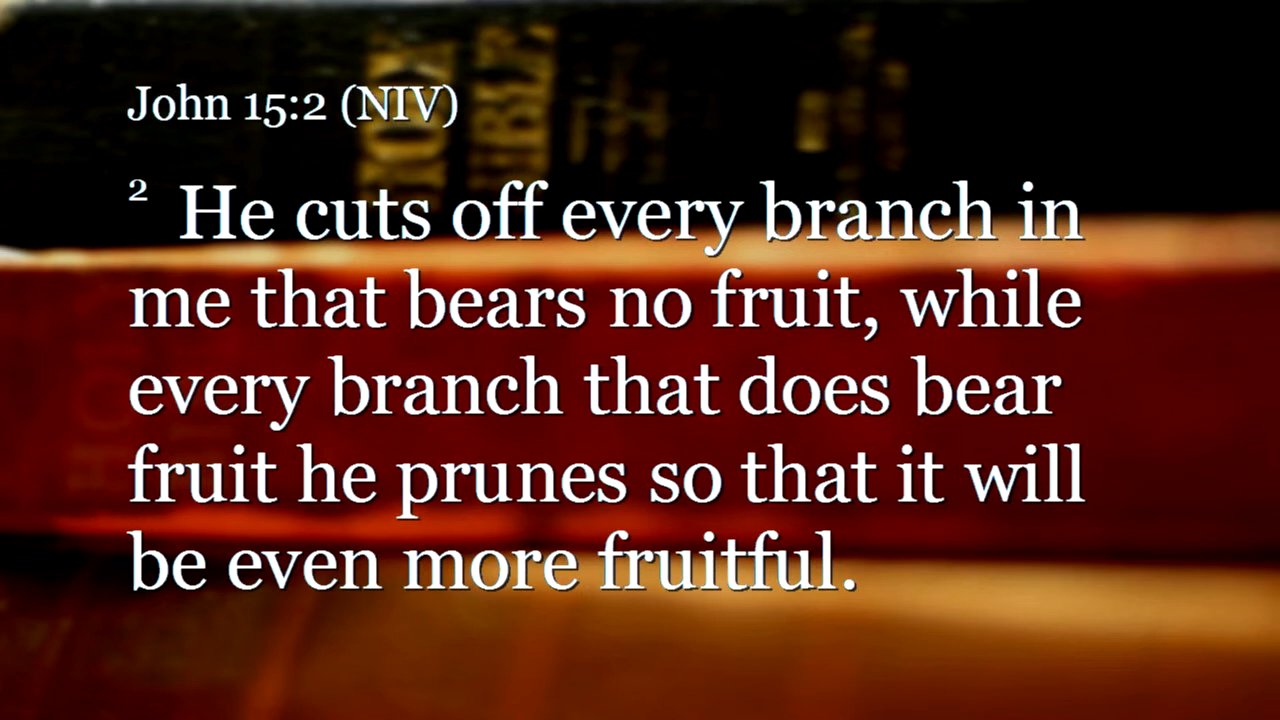 John 15:2 (NIV)
2 He cuts off every branch in
me that bears no fruit, while
every branch that does bear
fruit he prunes so that it will
be even more fruitful.